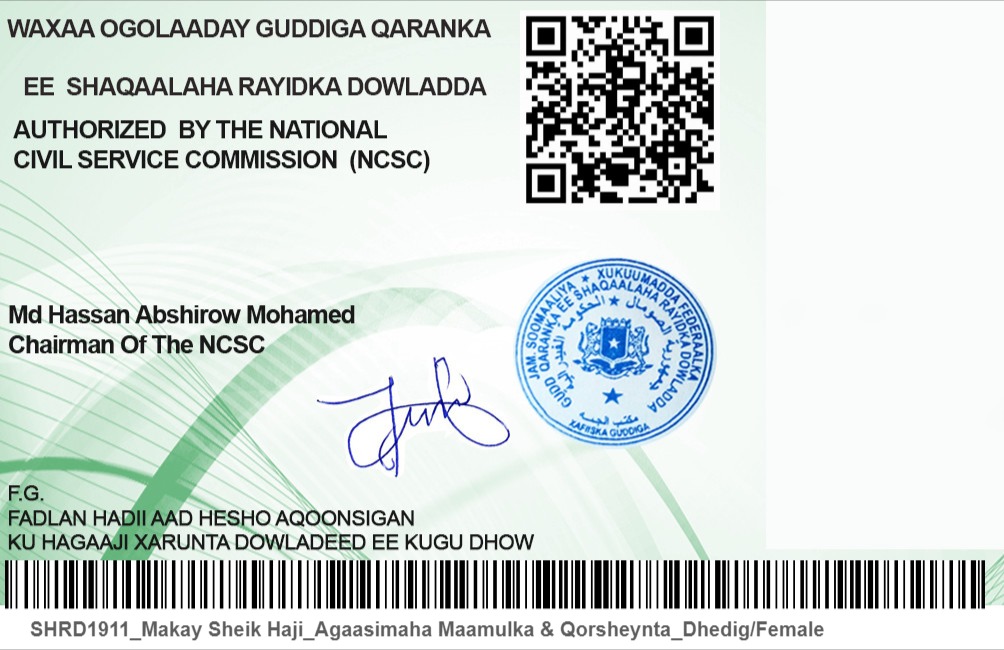 WAXAA OGOLAADAY GUDDIGA QARANKA
EE SHAQAALAHA RAYIDKA DOWLADDA
AUTHORIZED BY THE NATIONAL
CIVIL SERVICE COMMISSION (NCSC)
Md Hassan Abshirow Mohamed
Chairman Of The NCSC
JAM. SOOMAALIYA ★ XUKUUMADDA FEDERAALKA
GUDD QARANKA EE SHAQAALAHA RAYIDKA DOWLADDA
XAFIISKA GUDDIGA
F.G.
FADLAN HADII AAD HESHO AQOONSIGAN
KU HAGAAJI XARUNTA DOWLADEED EE KUGU DHOW
SHRD1911_Makay Sheik Haji_Agaasimaha Maamulka & Qorsheynta_Dhedig/Female